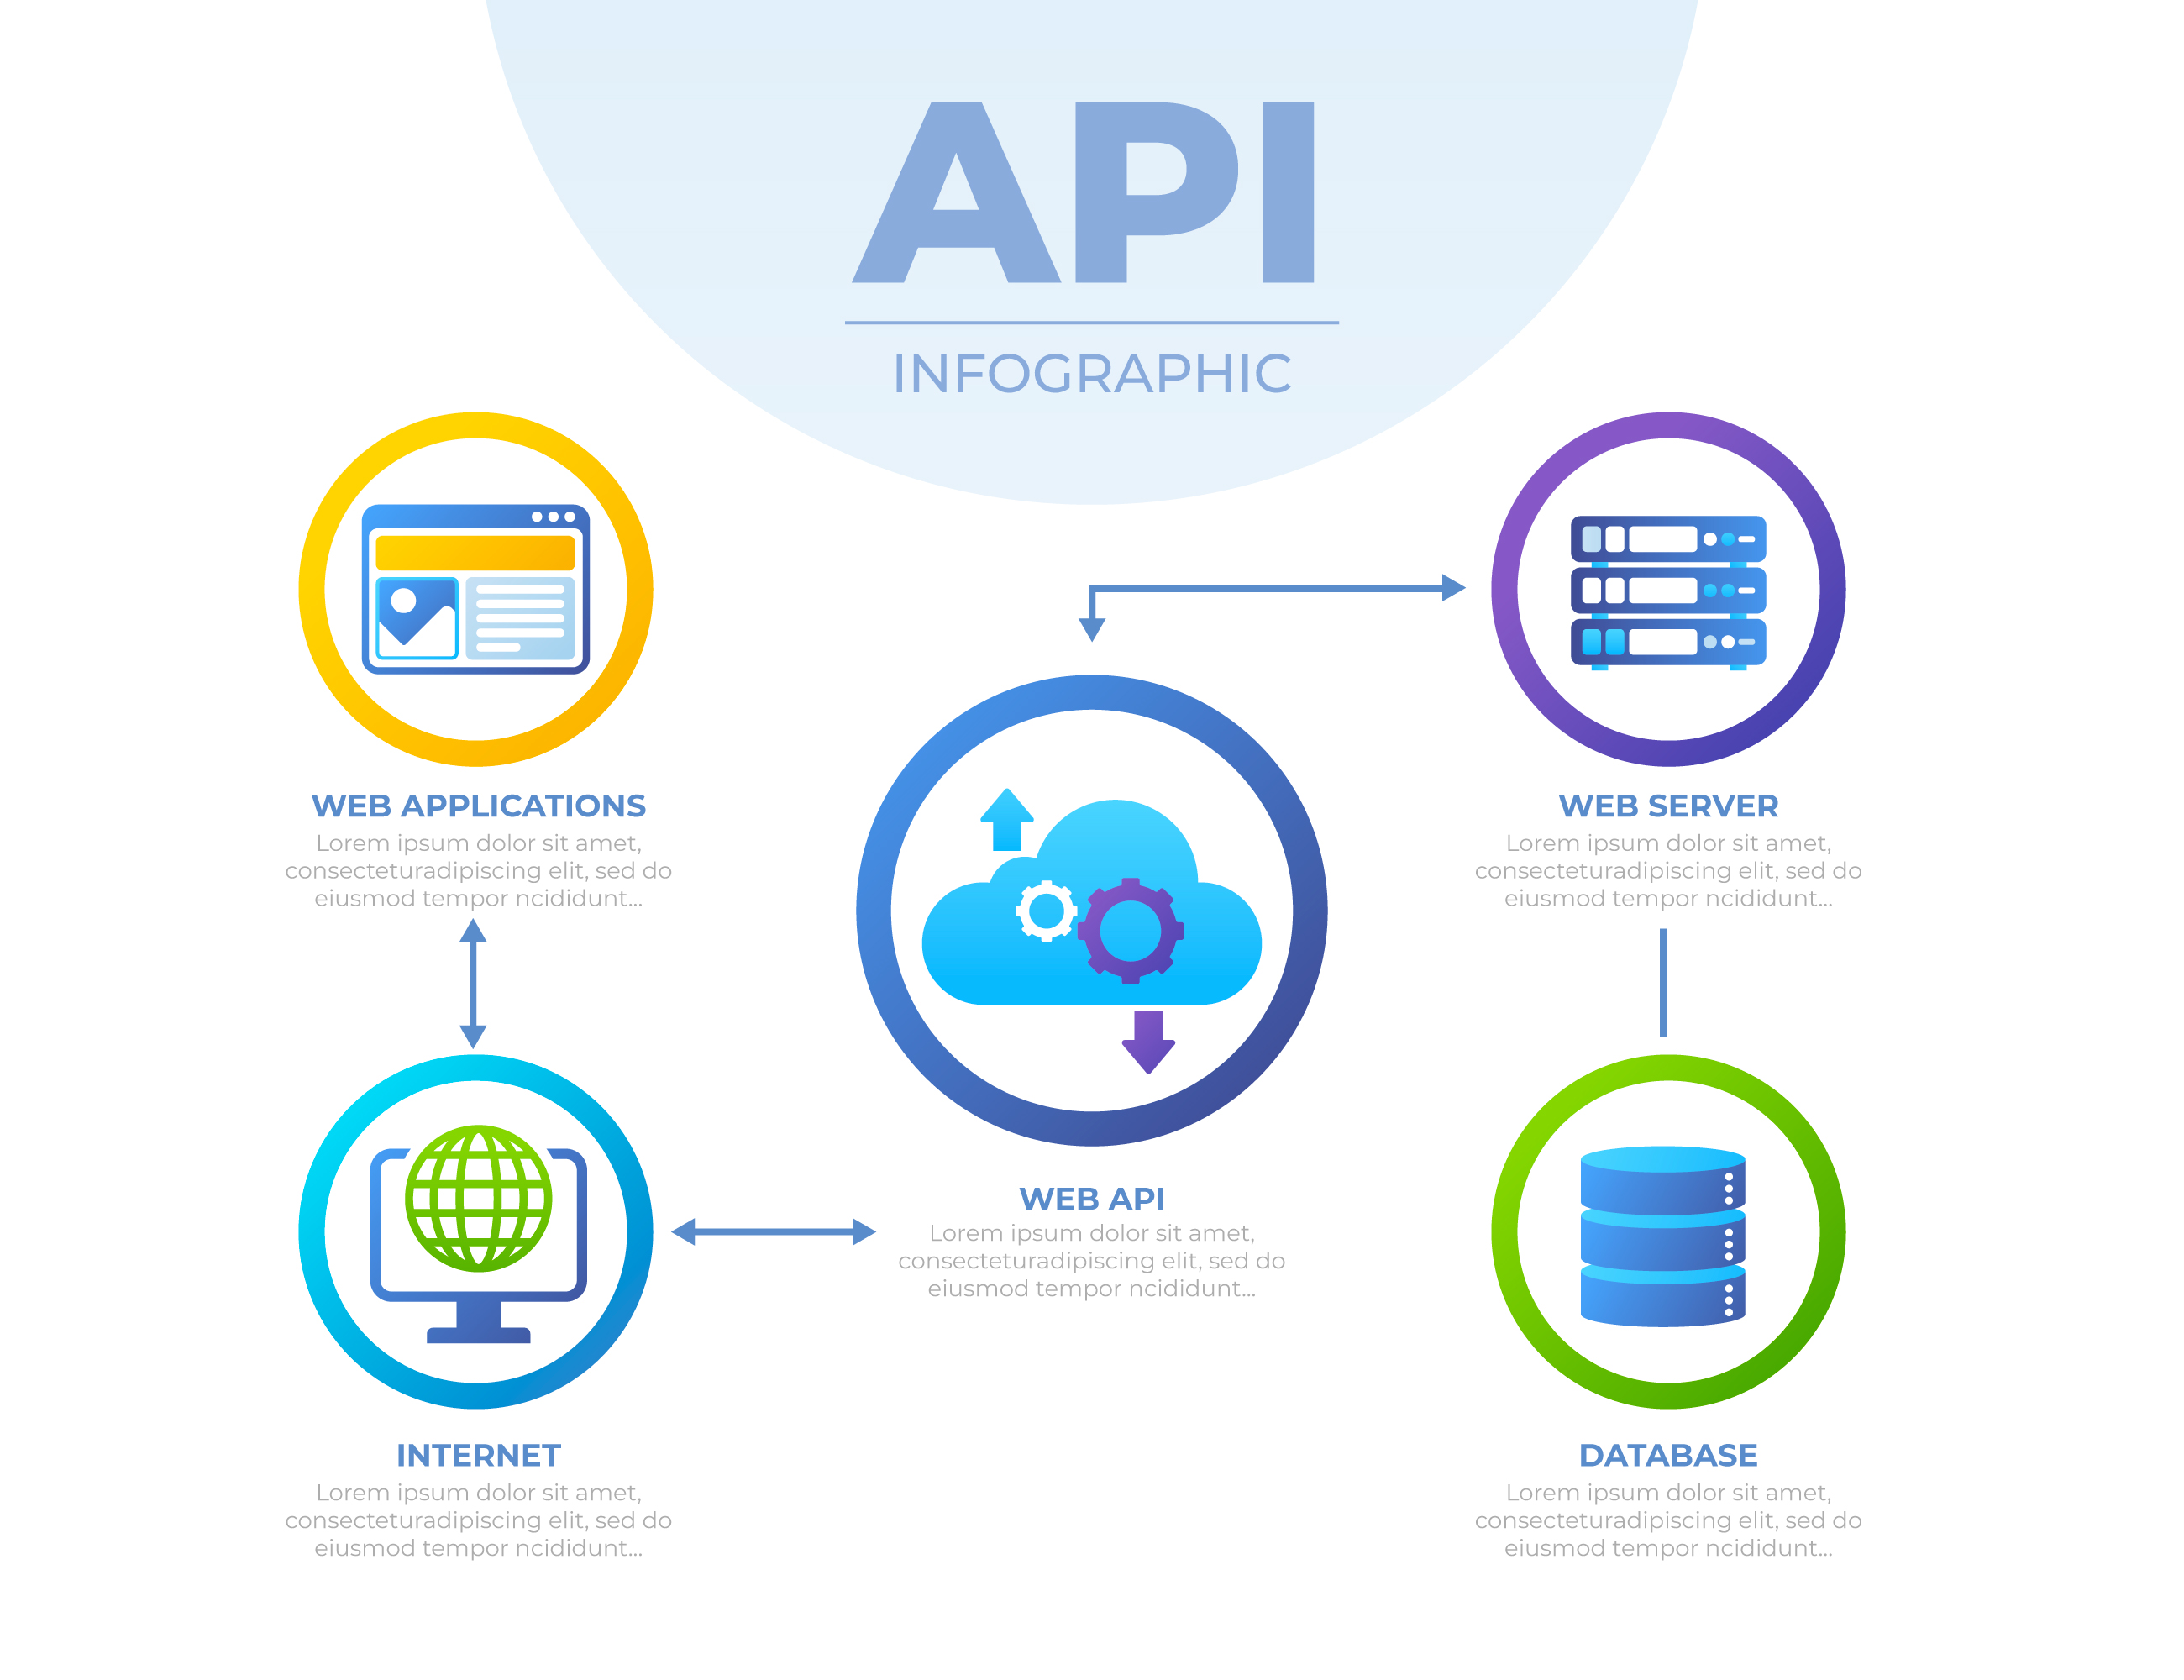 API
INFOGRAPHIC
WEB APPLICATIONS
Lorem ipsum dolor sit amet,
consecteturadipiscing elit, sed do
eiusmod tempor ncididunt...
WEB SERVER
Lorem ipsum dolor sit amet,
consecteturadipiscing elit, sed do
eiusmod tempor ncididunt...
WEB API
Lorem ipsum dolor sit amet,
consecteturadipiscing elit, sed do
eiusmod tempor ncididunt...
INTERNET
Lorem ipsum dolor sit amet,
consecteturadipiscing elit, sed do
eiusmod tempor ncididunt...
DATABASE
Lorem ipsum dolor sit amet,
consecteturadipiscing elit, sed do
eiusmod tempor ncididunt...